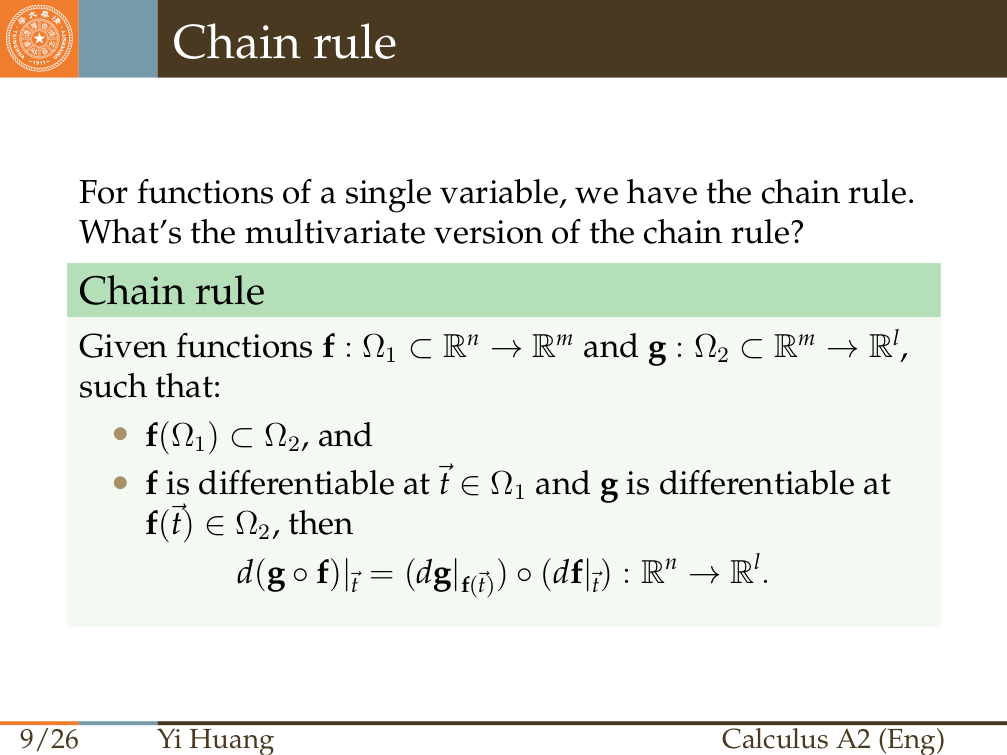 Chain rule
For functions of a single variable, we have the chain rule.
What's the multivariate version of the chain rule?
Chain rule
Given functions f : Ω₁ ⊂ ℝⁿ → ℝᵐ and g : Ω₂ ⊂ ℝᵐ → ℝˡ,
such that:
• f(Ω₁) ⊂ Ω₂, and
• f is differentiable at t⃗ ∈ Ω₁ and g is differentiable at
f(t⃗) ∈ Ω₂, then
d(g ∘ f)|_t⃗ = (dg|_f(t⃗)) ∘ (df|_t⃗) : ℝⁿ → ℝˡ.
9/26 Yi Huang Calculus A2 (Eng)